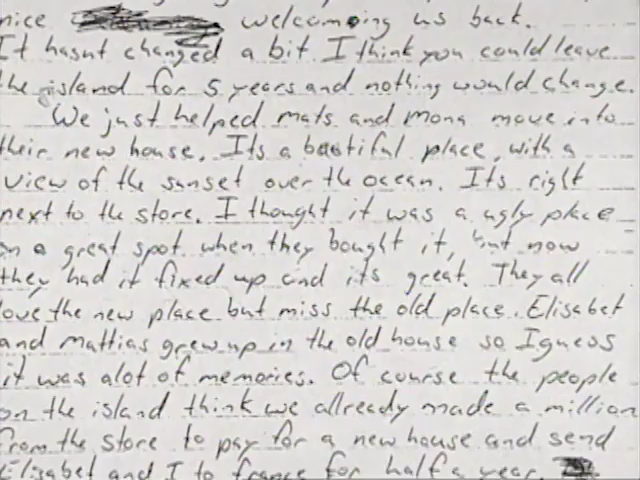 nice welcomeing us back.
It hasnt changed a bit. I think you could leave
the island for 5 years and nothing would change.
We just helped mats and mona move into
their new house. Its a beatiful place, with a
view of the sunset over the ocean. Its right
next to the store. I thought it was a ugly place
in a great spot when they bought it, but now
they had it fixed up and its great. They all
love the new place but miss the old place. Elisabet
and mattias grew up in the old house so I guess
it was alot of memories. Of course the people
on the island think we allready made a million
from the store to pay for a new house and send
Elisabet and I to france for half a year.